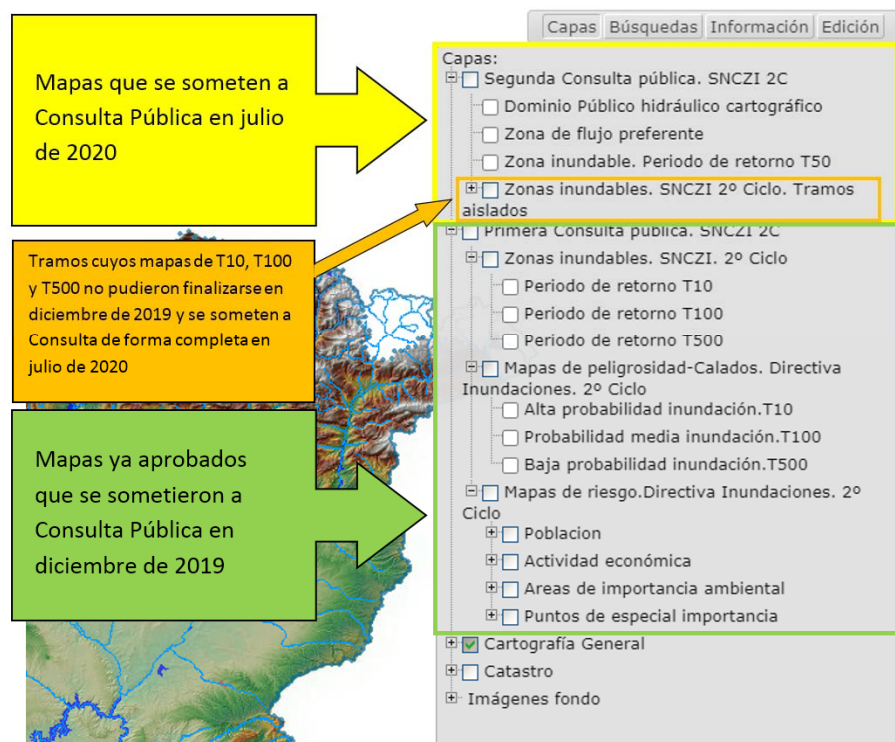 Capas Búsquedas Información Edición
Mapas que se someten a
Consulta Pública en julio
de 2020
Tramos cuyos mapas de T10, T100
y T500 no pudieron finalizarse en
diciembre de 2019 y se someten a
Consulta de forma completa en
julio de 2020
Mapas ya aprobados
que se sometieron a
Consulta Pública en
diciembre de 2019
Capas:
Segunda Consulta pública. SNCZI 2C
Dominio Público hidráulico cartográfico
Zona de flujo preferente
Zona inundable. Periodo de retorno T50
Zonas inundables. SNCZI 2º Ciclo. Tramos
aislados
Primera Consulta pública. SNCZI 2C
Zonas inundables. SNCZI. 2º Ciclo
Periodo de retorno T10
Periodo de retorno T100
Periodo de retorno T500
Mapas de peligrosidad-Calados. Directiva
Inundaciones. 2º Ciclo
Alta probabilidad inundación.T10
Probabilidad media inundación.T100
Baja probabilidad inundación.T500
Mapas de riesgo.Directiva Inundaciones. 2º
Ciclo
Poblacion
Actividad económica
Areas de importancia ambiental
Puntos de especial importancia
Cartografía General
Catastro
Imágenes fondo